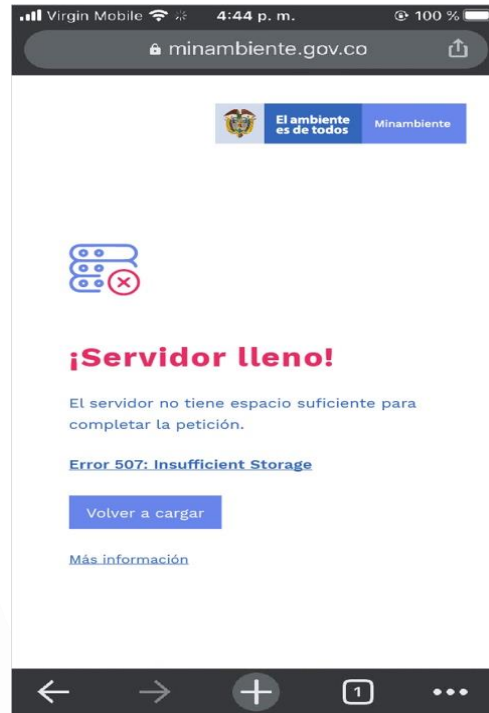 Virgin Mobile 4:44 p. m. 100 %
minambiente.gov.co
El ambiente
es de todos
Minambiente
¡Servidor lleno!
El servidor no tiene espacio suficiente para
completar la petición.
Error 507: Insufficient Storage
Volver a cargar
Más información
1